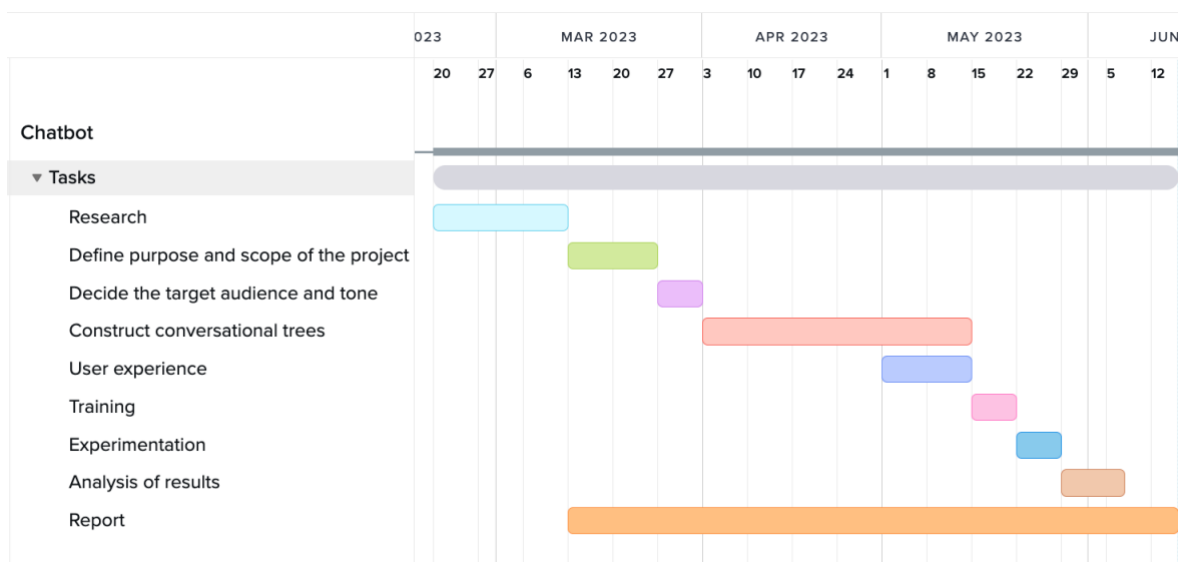 023 MAR 2023 APR 2023 MAY 2023 JUN
20 27 6 13 20 27 3 10 17 24 1 8 15 22 29 5 12
Chatbot
Tasks
Research
Define purpose and scope of the project
Decide the target audience and tone
Construct conversational trees
User experience
Training
Experimentation
Analysis of results
Report